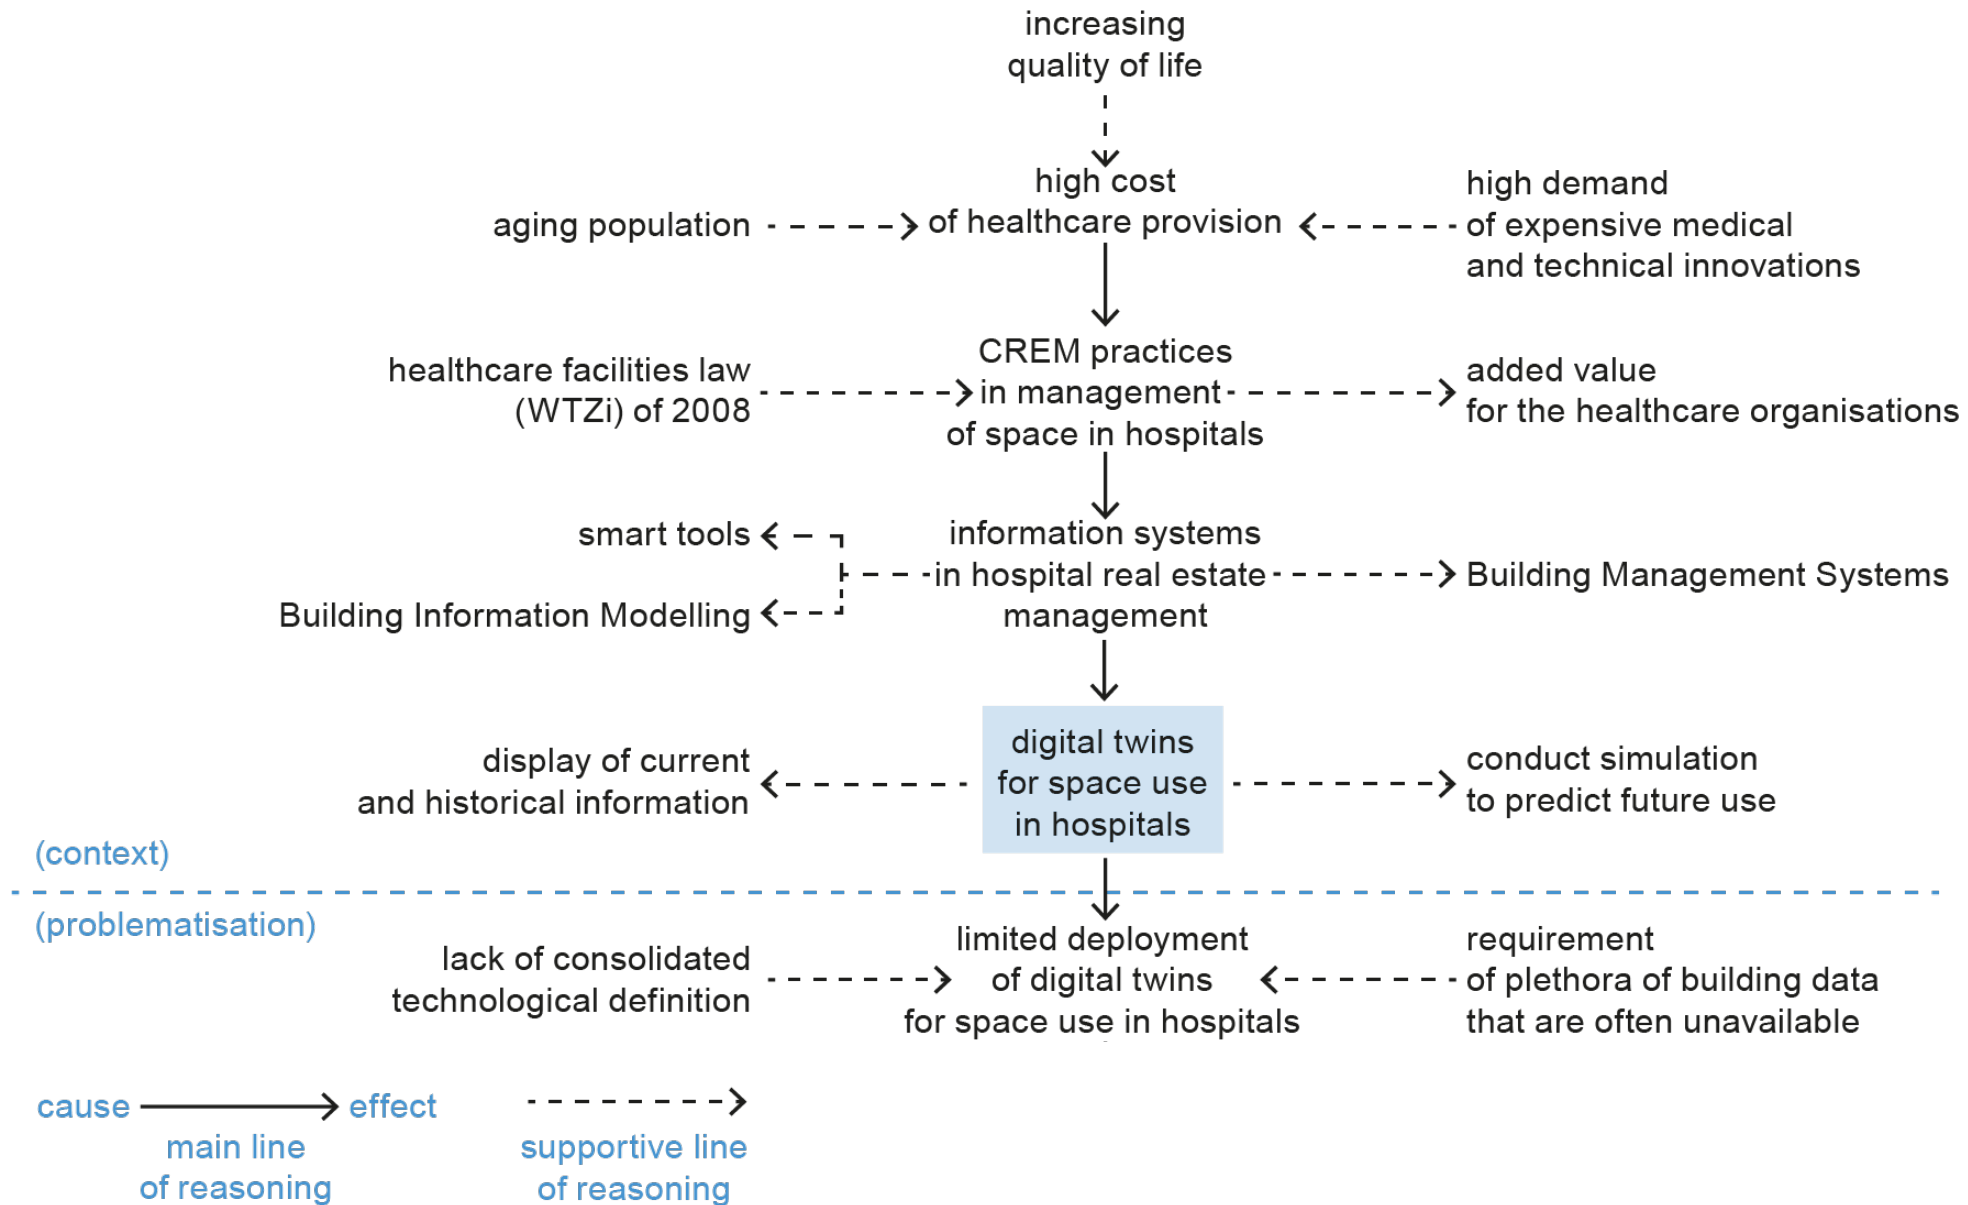 increasing
quality of life
high cost
of healthcare provision
aging population
high demand
of expensive medical
and technical innovations
healthcare facilities law
(WTZi) of 2008
CREM practices
in management
of space in hospitals
added value
for the healthcare organisations
smart tools
Building Information Modelling
information systems
in hospital real estate
management
Building Management Systems
display of current
and historical information
digital twins
for space use
in hospitals
conduct simulation
to predict future use
(context)
(problematisation)
lack of consolidated
technological definition
limited deployment
of digital twins
for space use in hospitals
requirement
of plethora of building data
that are often unavailable
cause
effect
main line
of reasoning
supportive line
of reasoning